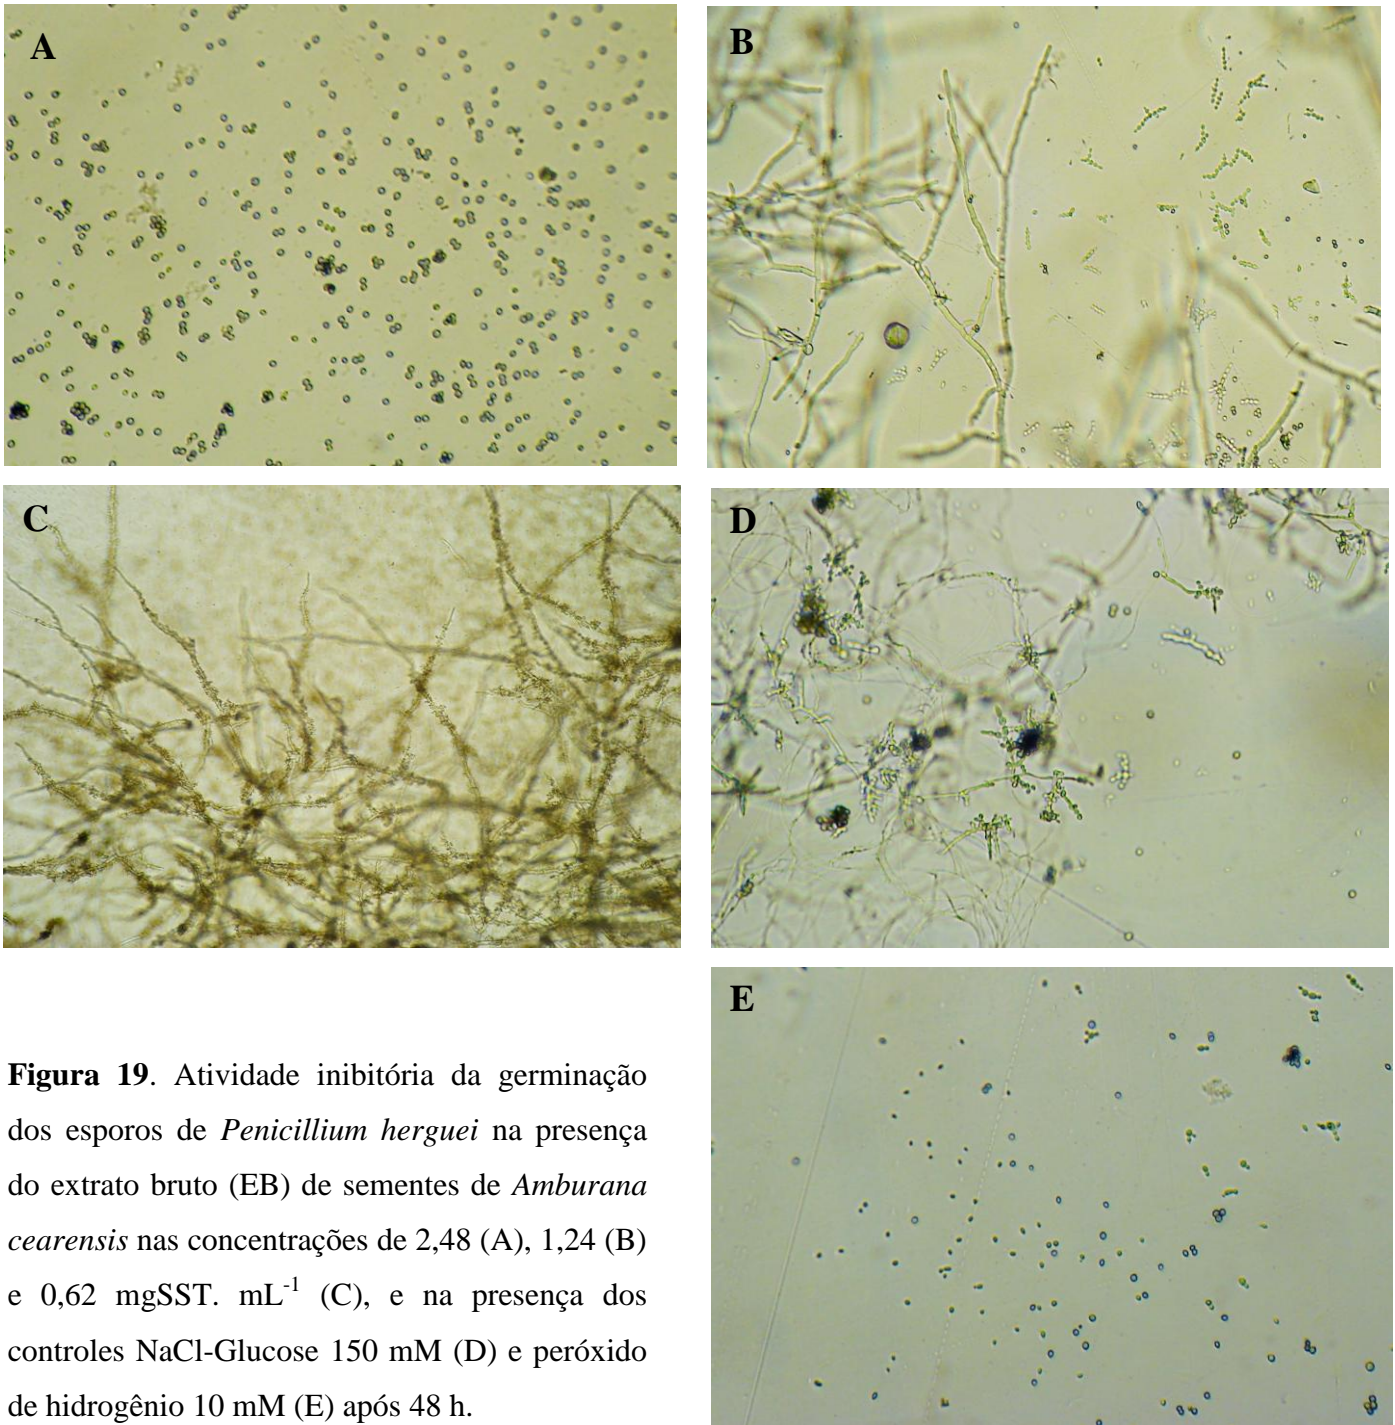 A
B
C
D
E
Figura 19. Atividade inibitória da germinação
dos esporos de Penicillium herguei na presença
do extrato bruto (EB) de sementes de Amburana
cearensis nas concentrações de 2,48 (A), 1,24 (B)
e 0,62 mgSST. mL-1 (C), e na presença dos
controles NaCl-Glucose 150 mM (D) e peróxido
de hidrogênio 10 mM (E) após 48 h.